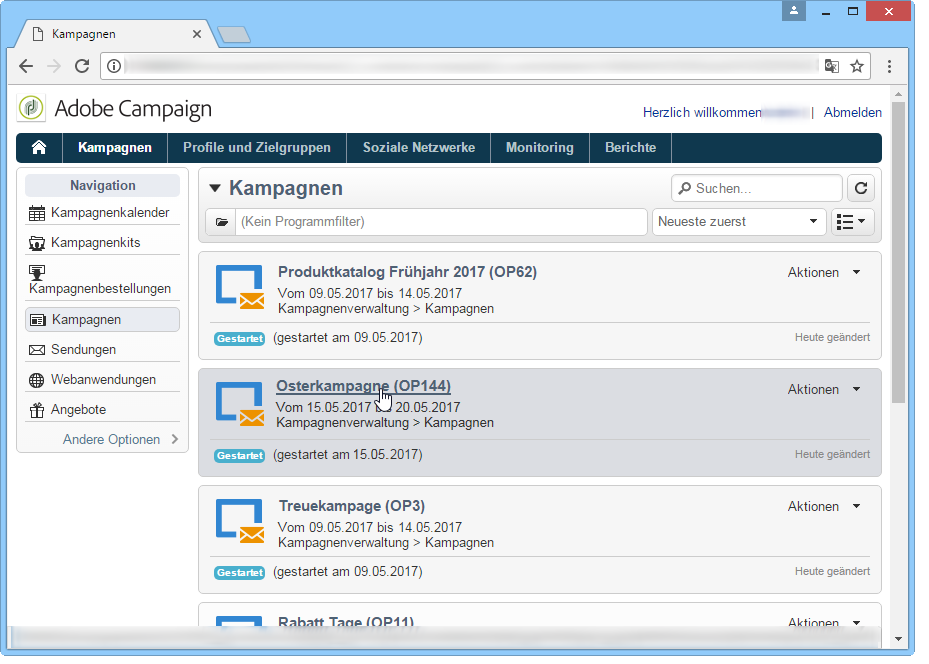 Kampagnen
Adobe Campaign
Herzlich willkommen | Abmelden
Kampagnen Profile und Zielgruppen Soziale Netzwerke Monitoring Berichte
Navigation
Kampagnenkalender
Kampagnenkits
Kampagnenbestellungen
Kampagnen
Sendungen
Webanwendungen
Angebote
Andere Optionen
Kampagnen
Suchen...
(Kein Programmfilter)
Neueste zuerst
Produktkatalog Frühjahr 2017 (OP62)
Aktionen
Vom 09.05.2017 bis 14.05.2017
Kampagnenverwaltung > Kampagnen
Gestartet (gestartet am 09.05.2017)
Heute geändert
Osterkampagne (OP144)
Aktionen
Vom 15.05.2017 20.05.2017
Kampagnenverwaltung > Kampagnen
Gestartet (gestartet am 15.05.2017)
Heute geändert
Treuekampage (OP3)
Aktionen
Vom 09.05.2017 bis 14.05.2017
Kampagnenverwaltung > Kampagnen
Gestartet (gestartet am 09.05.2017)
Heute geändert
Rabatt Tage (OP11)
Aktionen